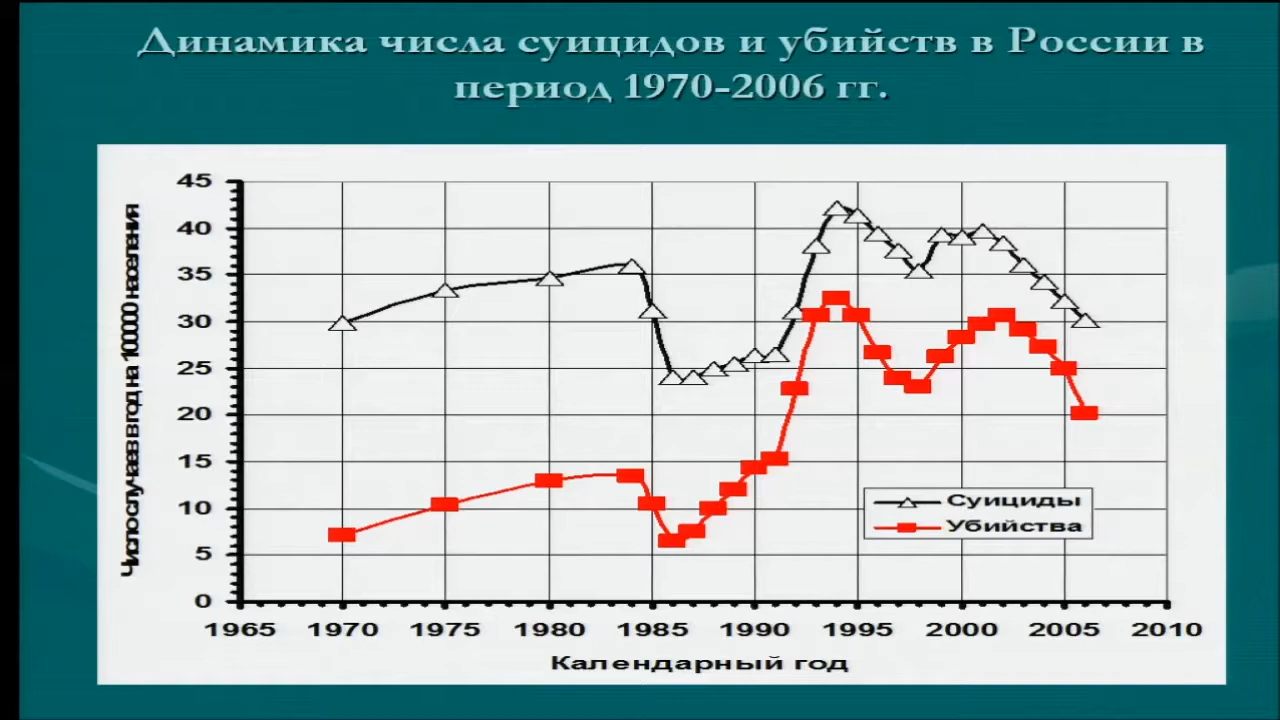 Динамика числа суицидов и убийств в России в
период 1970-2006 гг.
Число случаев в год на 100000 населения
45
40
35
30
25
20
15
10
5
0
1965 1970 1975 1980 1985 1990 1995 2000 2005 2010
Календарный год
Суициды
Убийства